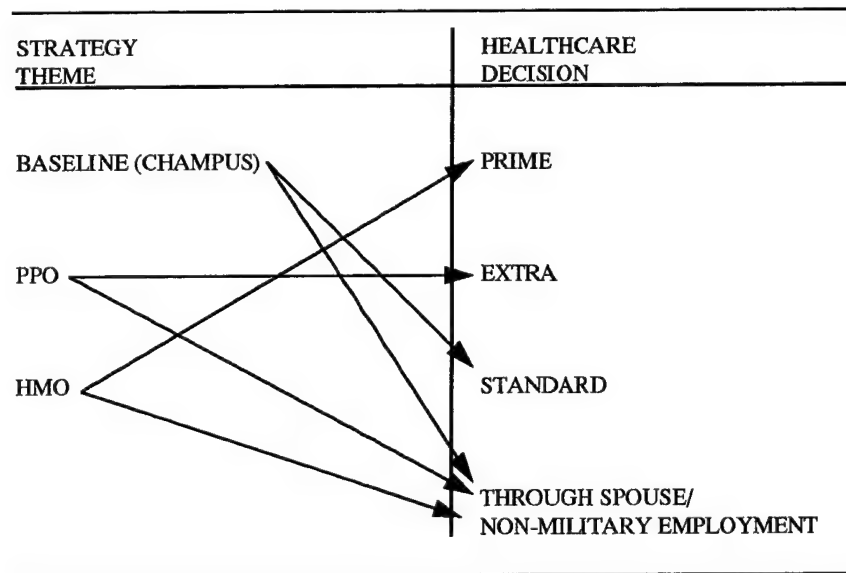 STRATEGY
THEME
HEALTHCARE
DECISION
BASELINE (CHAMPUS)
PRIME
PPO
EXTRA
HMO
STANDARD
THROUGH SPOUSE/
NON-MILITARY EMPLOYMENT